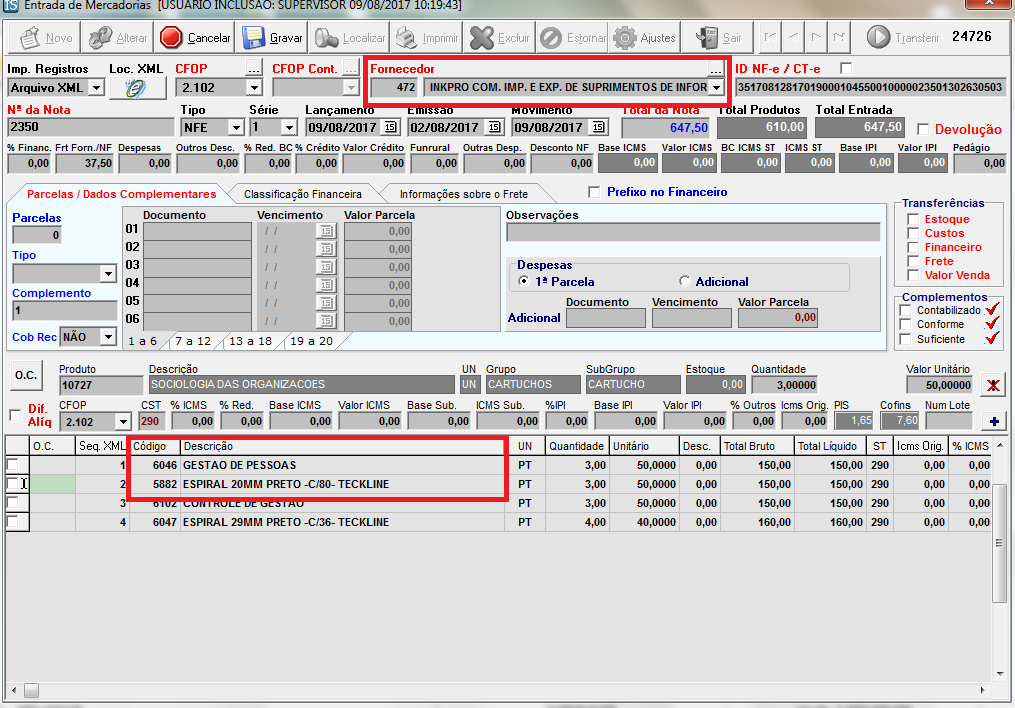 Entrada de Mercadorias [USUARIO INCLUSAO: SUPERVISOR 09/08/2017 10:19:43]
Novo Alterar Cancelar Gravar Localizar Imprimir Excluir Estornar Ajustes Sair Transferir 24726
Imp. Registros Loc. XML CFOP ... CFOP Cont. ... Fornecedor ... ID NF-e / CT-e
Arquivo XML 2.102 472 INKPRO COM. IMP. E EXP. DE SUPRIMENTOS DE INFOR 35170812817019000104550010000023501302630503
Nº da Nota Tipo Série Lançamento Emissão Movimento Total da Nota Total Produtos Total Entrada
2350 NFE 1 09/08/2017 15 02/08/2017 15 09/08/2017 15 647,50 610,00 647,50 Devolução
% Financ. Frt Forn./NF Despesas Outros Desc. % Red. BC % Crédito Valor Crédito Funrural Outras Desp. Desconto NF Base ICMS Valor ICMS BC ICMS ST ICMS ST Base IPI Valor IPI Pedágio
0,00 37,50 0,00 0,00 0,00 0,00 0,00 0,00 0,00 0,00 0,00 0,00 0,00 0,00 0,00 0,00 0,00
Parcelas / Dados Complementares Classificação Financeira Informações sobre o Frete Prefixo no Financeiro
Parcelas
0
Tipo
Complemento
1
Cob Rec NÃO
Documento Vencimento Valor Parcela
01 / / 15 0,00
02 / / 15 0,00
03 / / 15 0,00
04 / / 15 0,00
05 / / 15 0,00
06 / / 15 0,00
1 a 6 7 a 12 13 a 18 19 a 20
Observações
Despesas
1ª Parcela Adicional
Documento Vencimento Valor Parcela
Adicional 0,00
Transferências
Estoque
Custos
Financeiro
Frete
Valor Venda
Complementos
Contabilizado
Conforme
Suficiente
O.C. Produto Descrição UN Grupo SubGrupo Estoque Quantidade Valor Unitário
10727 SOCIOLOGIA DAS ORGANIZACOES UN CARTUCHOS CARTUCHO 0,00 3,00000 50,00000
Dif. Alíq CFOP CST % ICMS % Red. Base ICMS Valor ICMS Base Sub. ICMS Sub. %IPI Base IPI Valor IPI % Outros Icms Orig. PIS Cofins Num Lote
2.102 290 0,00 0,00 0,00 0,00 0,00 0,00 0,00 0,00 0,00 0,00 0,00 1,65 7,60
O.C. Seq. XML Código Descrição UN Quantidade Unitário Desc. Total Bruto Total Líquido ST Icms Orig. % ICMS
1 6046 GESTAO DE PESSOAS PT 3,00 50,0000 0,00 150,00 150,00 290 0,00 0,00
2 5882 ESPIRAL 20MM PRETO -C/80- TECKLINE PT 3,00 50,0000 0,00 150,00 150,00 290 0,00 0,00
3 6102 CONTROLE DE GESTAO PT 3,00 50,0000 0,00 150,00 150,00 290 0,00 0,00
4 6047 ESPIRAL 29MM PRETO -C/36- TECKLINE PT 4,00 40,0000 0,00 160,00 160,00 290 0,00 0,00